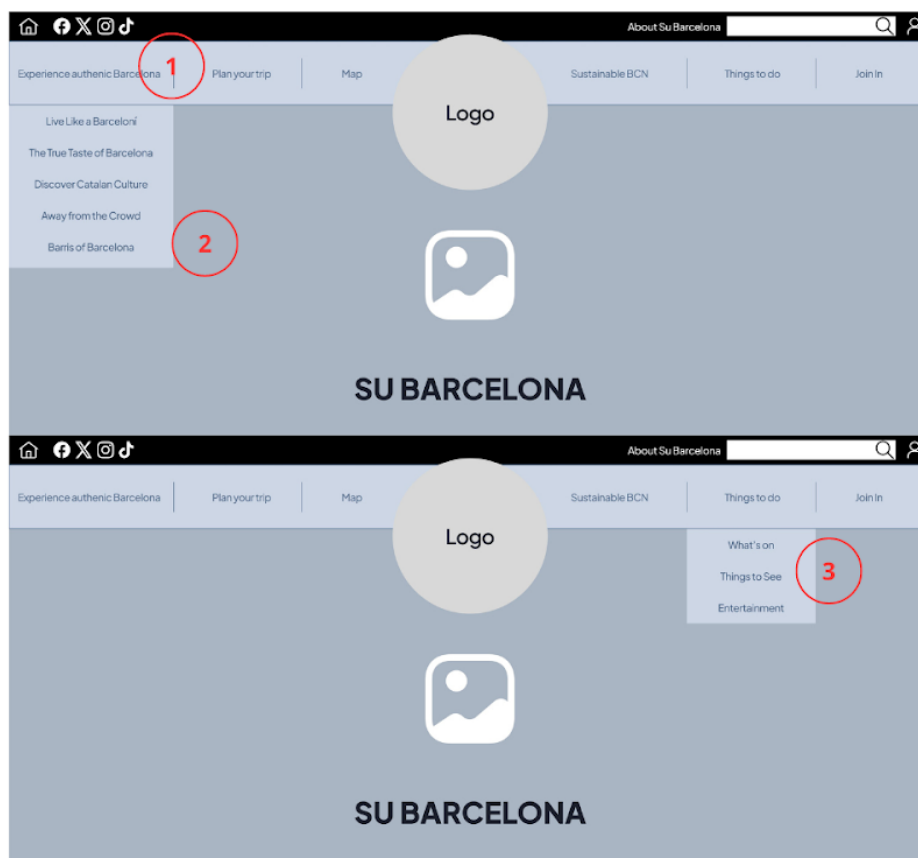 About Su Barcelona
Experience authenic Barcelona 1 Plan your trip Map Logo Sustainable BCN Things to do Join In
Live Like a Barceloní
The True Taste of Barcelona
Discover Catalan Culture
Away from the Crowd
Barris of Barcelona 2
SU BARCELONA
About Su Barcelona
Experience authenic Barcelona Plan your trip Map Logo Sustainable BCN Things to do Join In
What's on
Things to See 3
Entertainment
SU BARCELONA